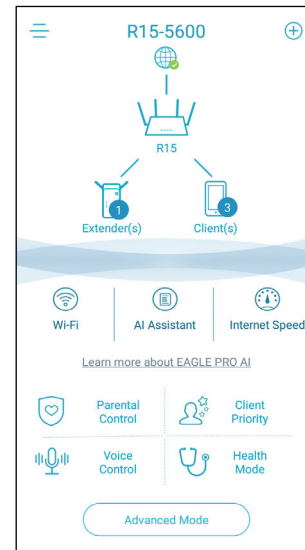 R15-5600
R15
1
3
Extender(s)
Client(s)
Wi-Fi
AI Assistant
Internet Speed
Learn more about EAGLE PRO AI
Parental
Control
Client
Priority
Voice
Control
Health
Mode
Advanced Mode